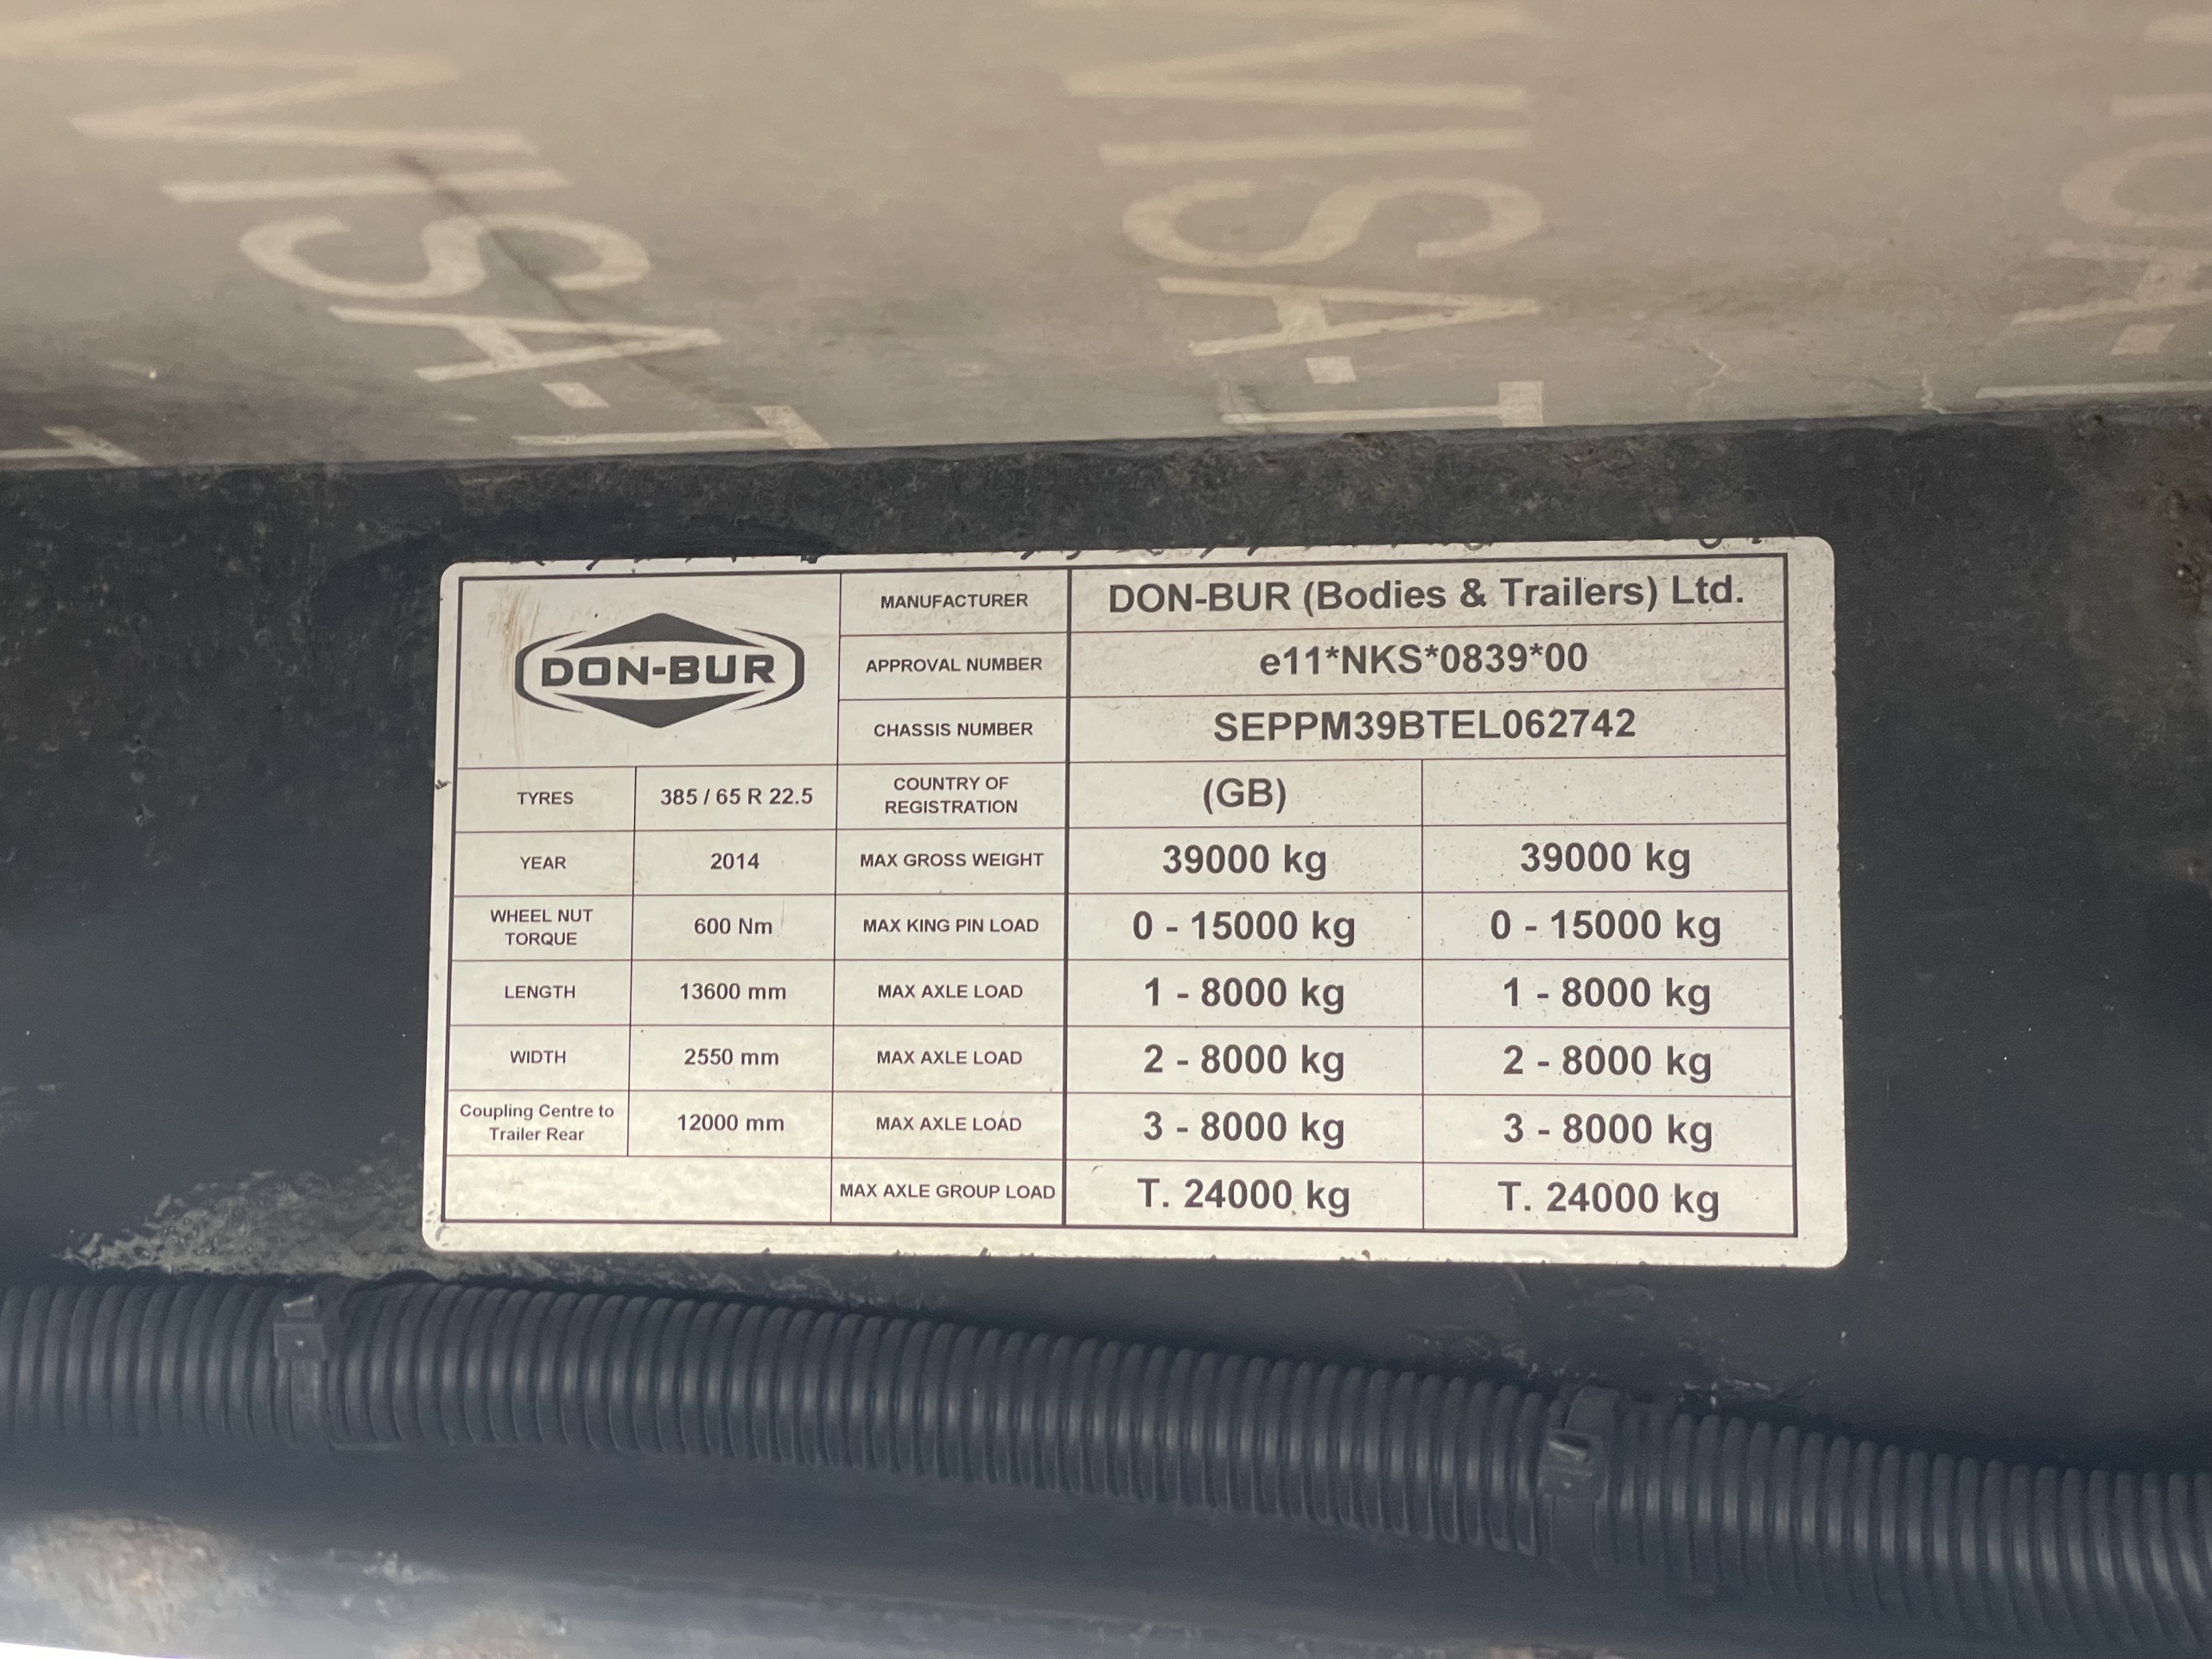 DON-BUR
MANUFACTURER DON-BUR (Bodies & Trailers) Ltd.
APPROVAL NUMBER e11*NKS*0839*00
CHASSIS NUMBER SEPPM39BTEL062742
TYRES 385 / 65 R 22.5 COUNTRY OF REGISTRATION (GB)
YEAR 2014 MAX GROSS WEIGHT 39000 kg 39000 kg
WHEEL NUT TORQUE 600 Nm MAX KING PIN LOAD 0 - 15000 kg 0 - 15000 kg
LENGTH 13600 mm MAX AXLE LOAD 1 - 8000 kg 1 - 8000 kg
WIDTH 2550 mm MAX AXLE LOAD 2 - 8000 kg 2 - 8000 kg
Coupling Centre to Trailer Rear 12000 mm MAX AXLE LOAD 3 - 8000 kg 3 - 8000 kg
MAX AXLE GROUP LOAD T. 24000 kg T. 24000 kg